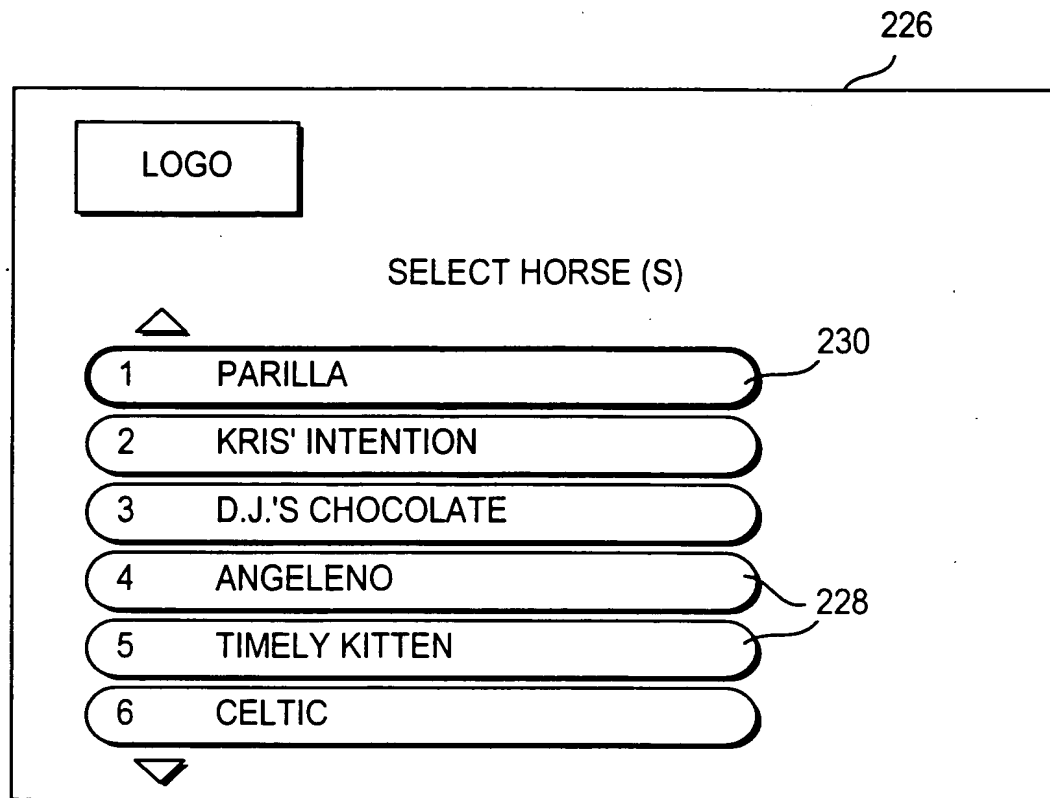 226
LOGO
SELECT HORSE (S)
230
1 PARILLA
2 KRIS' INTENTION
3 D.J.'S CHOCOLATE
4 ANGELENO
228
5 TIMELY KITTEN
6 CELTIC